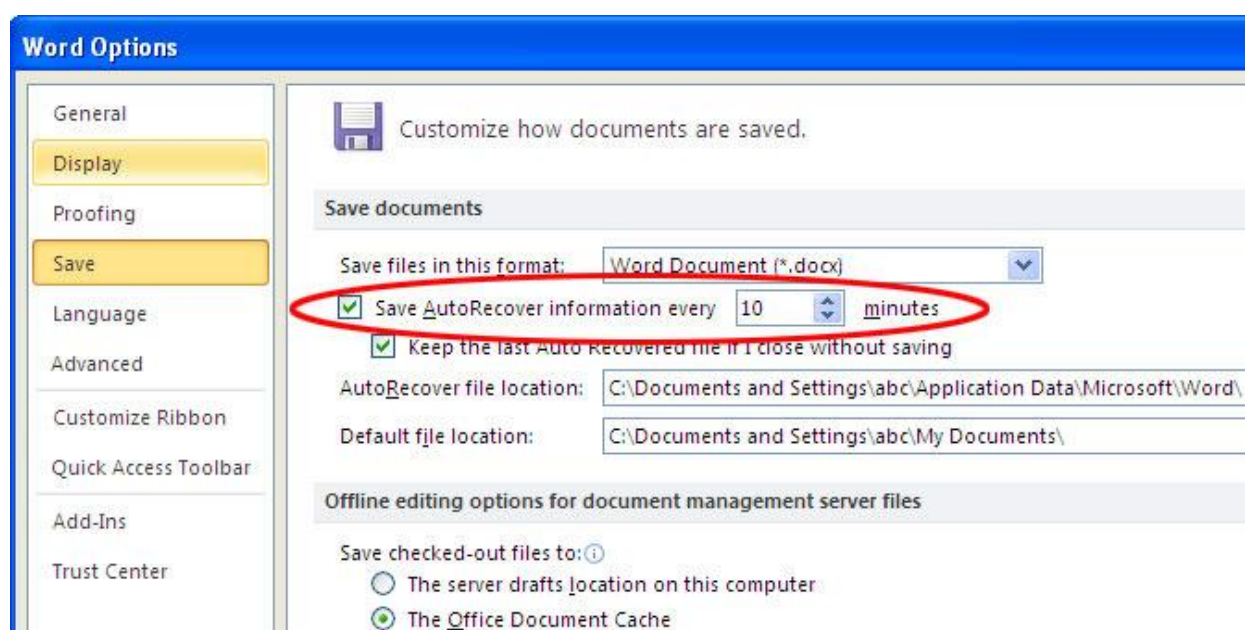 Word Options
General
Display
Proofing
Save
Language
Advanced
Customize Ribbon
Quick Access Toolbar
Add-Ins
Trust Center
Customize how documents are saved.
Save documents
Save files in this format: Word Document (*.docx)
Save AutoRecover information every 10 minutes
Keep the last Auto Recovered file if I close without saving
AutoRecover file location: C:\Documents and Settings\abc\Application Data\Microsoft\Word\
Default file location: C:\Documents and Settings\abc\My Documents\
Offline editing options for document management server files
Save checked-out files to:
The server drafts location on this computer
The Office Document Cache